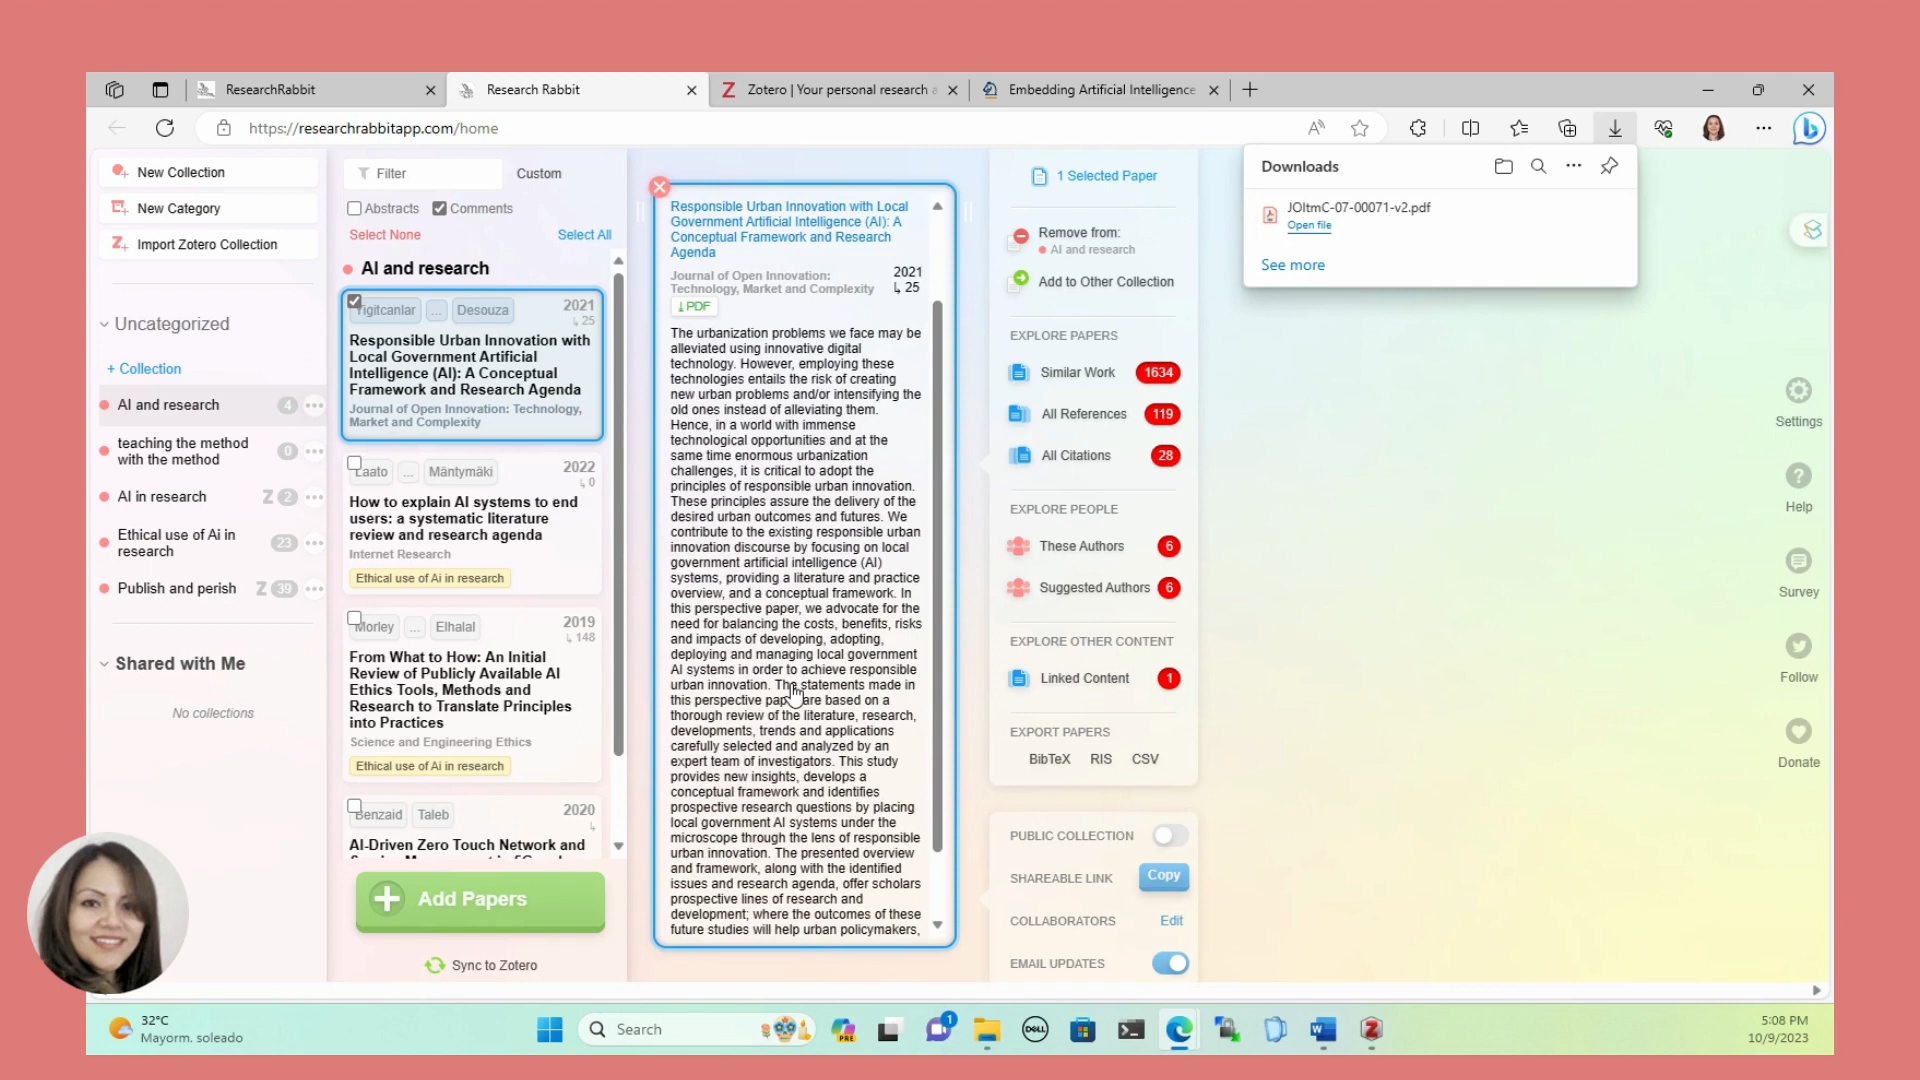 ResearchRabbit
Research Rabbit
Zotero | Your personal research a
Embedding Artificial Intelligence
https://researchrabbitapp.com/home
New Collection
New Category
Import Zotero Collection
Uncategorized
+ Collection
AI and research 4
teaching the method
with the method 0
AI in research Z 2
Ethical use of Ai in
research 23
Publish and perish Z 39
Shared with Me
No collections
Filter
Custom
Abstracts Comments
Select None Select All
AI and research
Yigitcanlar ... Desouza 2021
25
Responsible Urban Innovation with
Local Government Artificial
Intelligence (AI): A Conceptual
Framework and Research Agenda
Journal of Open Innovation: Technology,
Market and Complexity
Laato ... Mäntymäki 2022
0
How to explain AI systems to end
users: a systematic literature
review and research agenda
Internet Research
Ethical use of Ai in research
Morley ... Elhalal 2019
148
From What to How: An Initial
Review of Publicly Available AI
Ethics Tools, Methods and
Research to Translate Principles
into Practices
Science and Engineering Ethics
Ethical use of Ai in research
Benzaid Taleb 2020
AI-Driven Zero Touch Network and
Add Papers
Sync to Zotero
Responsible Urban Innovation with Local
Government Artificial Intelligence (AI): A
Conceptual Framework and Research
Agenda
Journal of Open Innovation: 2021
Technology, Market and Complexity 25
PDF
The urbanization problems we face may be
alleviated using innovative digital
technology. However, employing these
technologies entails the risk of creating
new urban problems and/or intensifying the
old ones instead of alleviating them.
Hence, in a world with immense
technological opportunities and at the
same time enormous urbanization
challenges, it is critical to adopt the
principles of responsible urban innovation.
These principles assure the delivery of the
desired urban outcomes and futures. We
contribute to the existing responsible urban
innovation discourse by focusing on local
government artificial intelligence (AI)
systems, providing a literature and practice
overview, and a conceptual framework. In
this perspective paper, we advocate for the
need for balancing the costs, benefits, risks
and impacts of developing, adopting,
deploying and managing local government
AI systems in order to achieve responsible
urban innovation. The statements made in
this perspective paper are based on a
thorough review of the literature, research,
developments, trends and applications
carefully selected and analyzed by an
expert team of investigators. This study
provides new insights, develops a
conceptual framework and identifies
prospective research questions by placing
local government AI systems under the
microscope through the lens of responsible
urban innovation. The presented overview
and framework, along with the identified
issues and research agenda, offer scholars
prospective lines of research and
development; where the outcomes of these
future studies will help urban policymakers,
1 Selected Paper
Remove from:
AI and research
Add to Other Collection
EXPLORE PAPERS
Similar Work 1634
All References 119
All Citations 28
EXPLORE PEOPLE
These Authors 6
Suggested Authors 6
EXPLORE OTHER CONTENT
Linked Content 1
EXPORT PAPERS
BibTeX RIS CSV
PUBLIC COLLECTION
SHAREABLE LINK Copy
COLLABORATORS Edit
EMAIL UPDATES
Downloads
JOItmC-07-00071-v2.pdf
Open file
See more
Settings
Help
Survey
Follow
Donate
32°C
Mayorm. soleado
Search
PRE
1
DELL
5:08 PM
10/9/2023